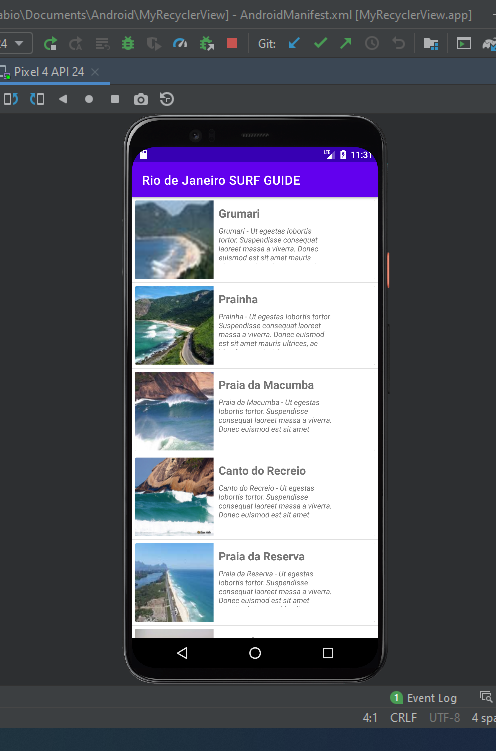 abio\Documents\Android\MyRecyclerView] - AndroidManifest.xml [MyRecyclerView.app]
24
Git:
Pixel 4 API 24
LTE
11:31
Rio de Janeiro SURF GUIDE
Grumari
Grumari - Ut egestas lobortis
tortor. Suspendisse consequat
laoreet massa a viverra. Donec
euismod est sit amet mauris
Prainha
Prainha - Ut egestas lobortis tortor.
Suspendisse consequat laoreet
massa a viverra. Donec euismod
est sit amet mauris ultrices, ac
Praia da Macumba
Praia da Macumba - Ut egestas
lobortis tortor. Suspendisse
consequat laoreet massa a viverra.
Donec euismod est sit amet
Canto do Recreio
Canto do Recreio - Ut egestas
lobortis tortor. Suspendisse
consequat laoreet massa a viverra.
Donec euismod est sit amet
Praia da Reserva
Praia da Reserva - Ut egestas
lobortis tortor. Suspendisse
consequat laoreet massa a viverra.
Donec euismod est sit amet
1 Event Log
4:1 CRLF UTF-8 4 spa